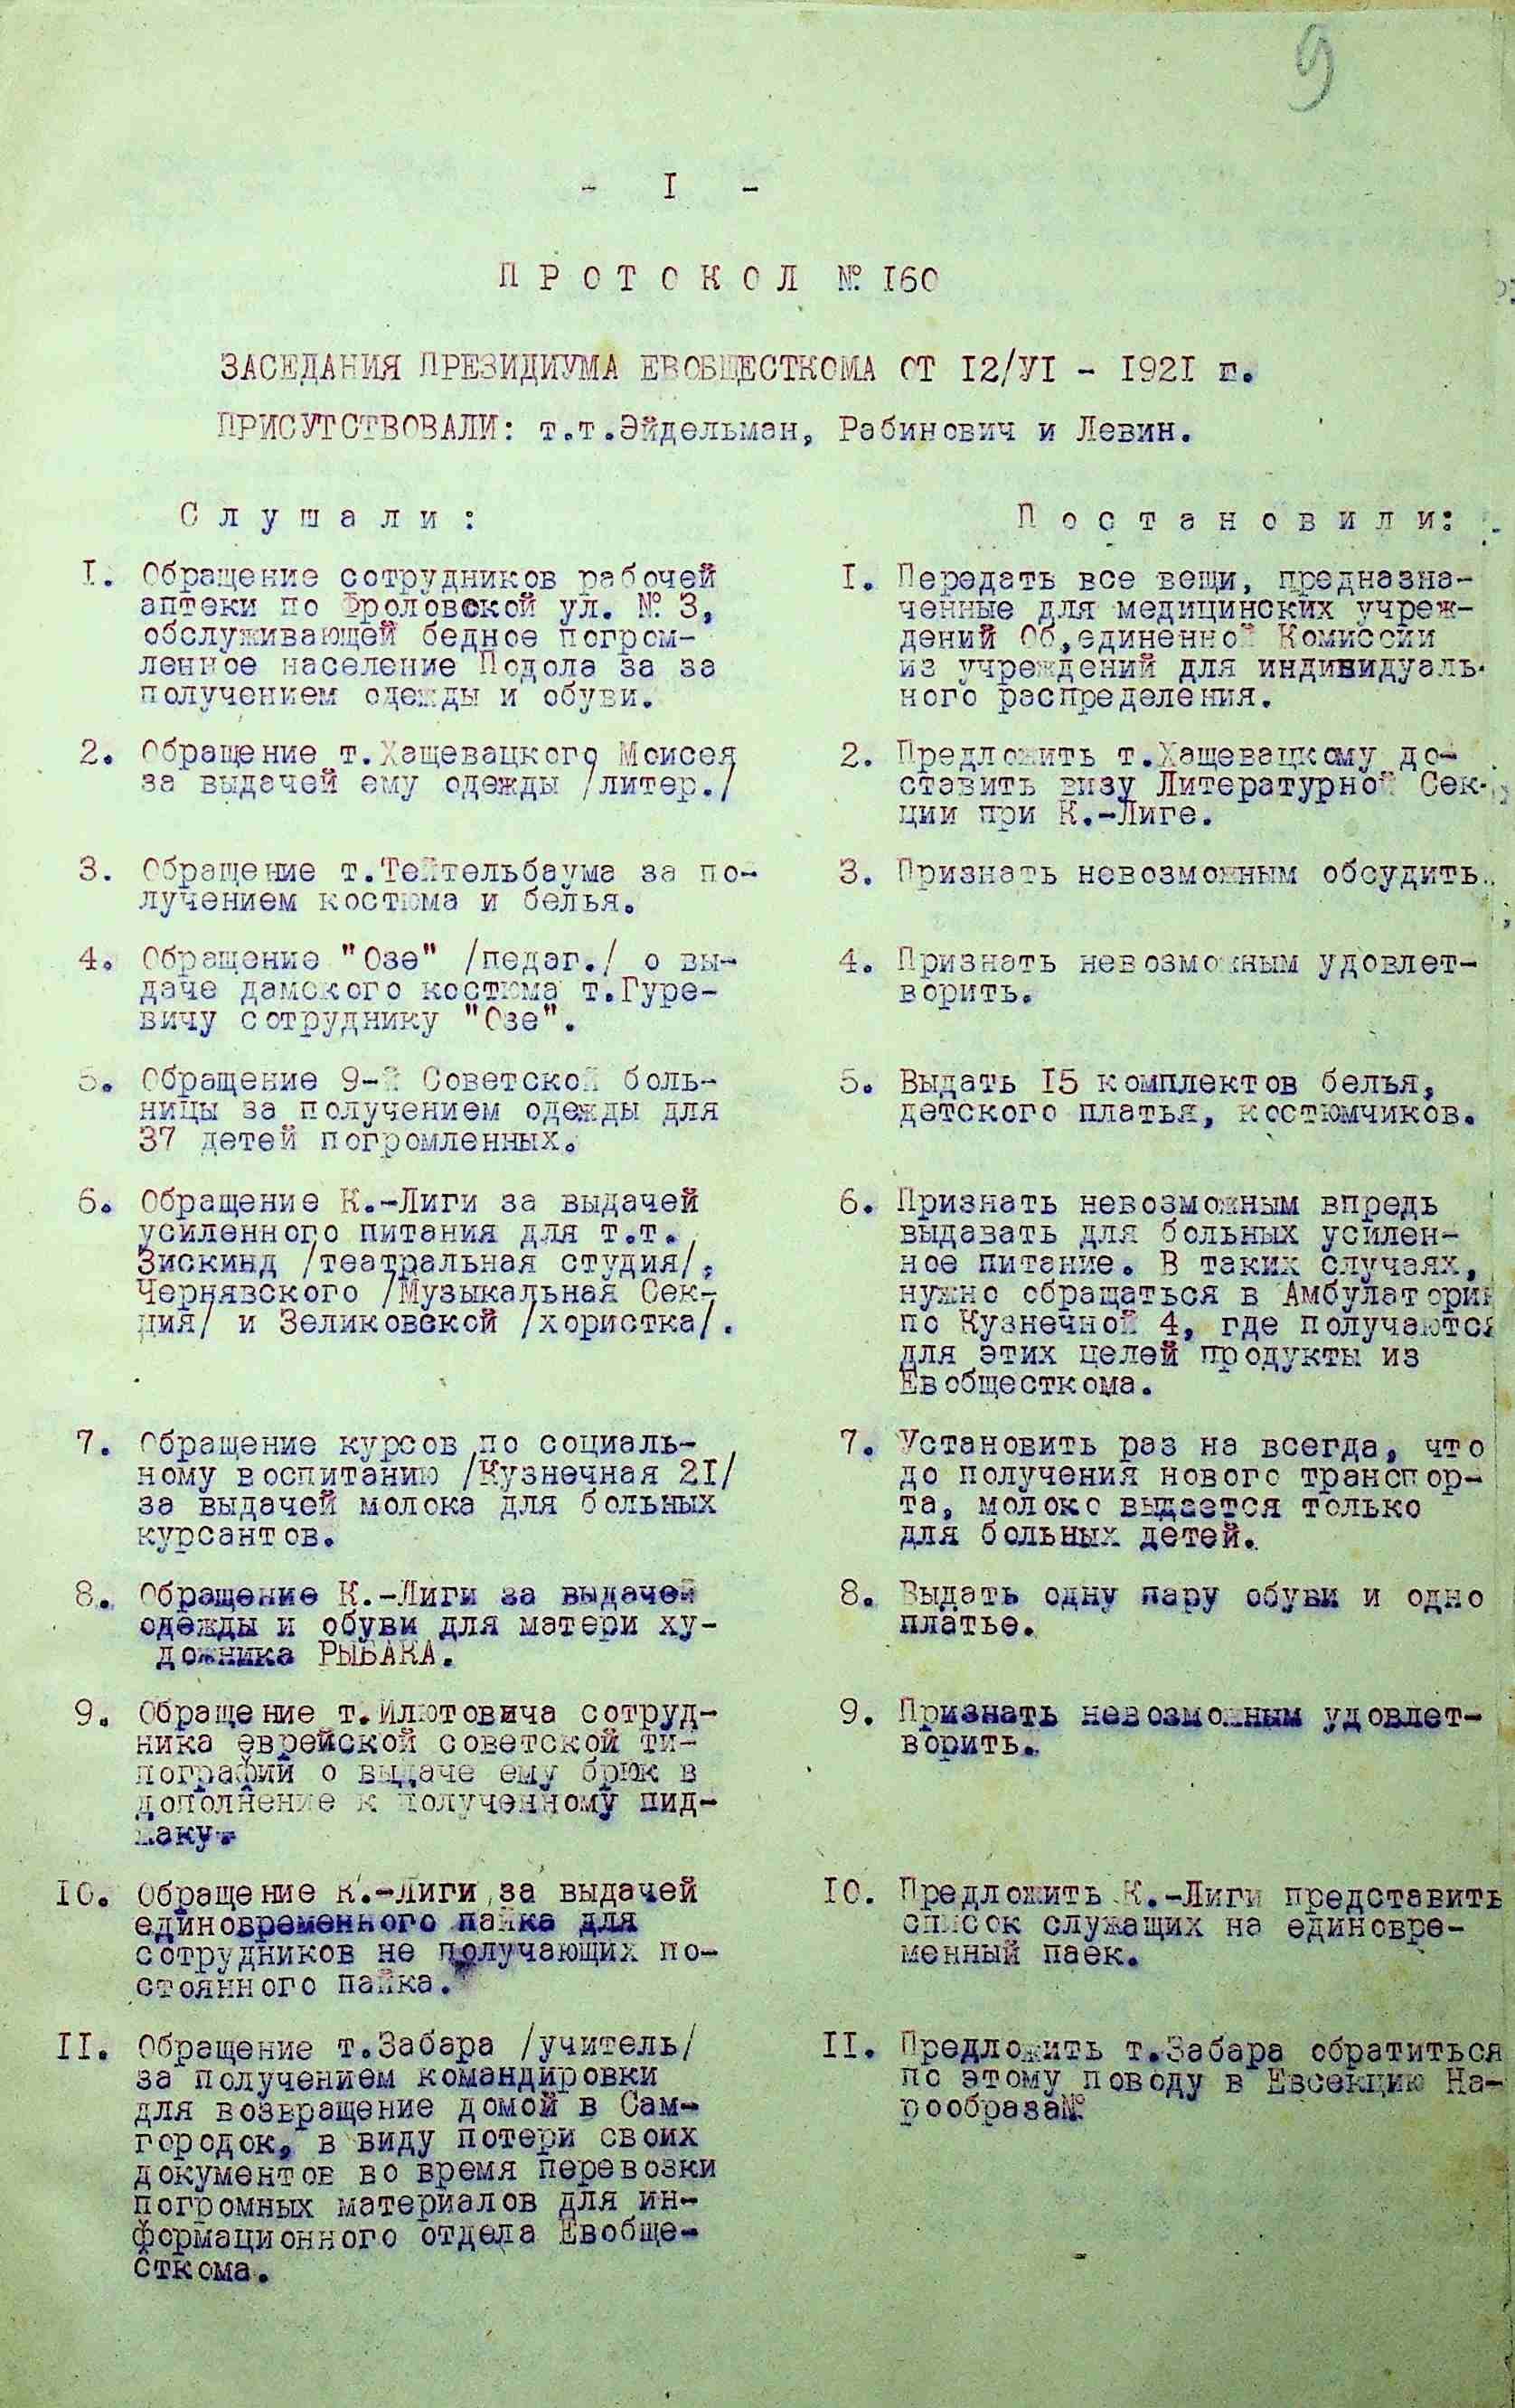 9
- I -
ПРОТОКОЛ № 160
ЗАСЕДАНИЯ ПРЕЗИДИУМА ЕВОБЩЕСТКОМА ОТ 12/УI - 1921 г.
ПРИСУТСТВОВАЛИ: т.т.Эйдельман, Рабинович и Левин.
Слушали:
I. Обращение сотрудников рабочей
аптеки по Фроловской ул. № 3,
обслуживающей бедное погром-
ленное население Подола за за
получением одежды и обуви.
2. Обращение т.Хащевацкого Моисея
за выдачей ему одежды /литер./
3. Обращение т.Тейтельбаума за по-
лучением костюма и белья.
4. Обращение "Озе" /педаг./ о вы-
даче дамского костюма т.Гуре-
вичу сотруднику "Озе".
5. Обращение 9-й Советской боль-
ницы за получением одежды для
37 детей погромленных.
6. Обращение К.-Лиги за выдачей
усиленного питания для т.т.
Зискинд /театральная студия/,
Чернявского /Музыкальная Сек-
ция/ и Зеликовской /хористка/.
7. Обращение курсов по социаль-
ному воспитанию /Кузнечная 21/
за выдачей молока для больных
курсантов.
8. Обращение К.-Лиги за выдачей
одежды и обуви для матери ху-
дожника РЫБАКА.
9. Обращение т.Илютовича сотруд-
ника еврейской советской ти-
пографии о выдаче ему брюк в
дополнение к полученному пид-
жаку.
10. Обращение К.-Лиги за выдачей
единовременного пайка для
сотрудников не получающих по-
стоянного пайка.
II. Обращение т.Забара /учитель/
за получением командировки
для возвращение домой в Сам-
городок, в виду потери своих
документов во время перевозки
погромных материалов для ин-
формационного отдела Евобще-
сткома.
Постановили:
I. Передать все вещи, предназна-
ченные для медицинских учреж-
дений Об,единенной Комиссии
из учреждений для индивидуаль-
ного распределения.
2. Предложить т.Хащевацкому до-
ставить визу Литературной Сек-
ции при К.-Лиге.
3. Признать невозможным обсудить.
4. Признать невозможным удовлет-
ворить.
5. Выдать 15 комплектов белья,
детского платья, костюмчиков.
6. Признать невозможным впредь
выдавать для больных усилен-
ное питание. В таких случаях,
нужно обращаться в Амбулаторию
по Кузнечной 4, где получаются
для этих целей продукты из
Евобщесткома.
7. Установить раз на всегда, что
до получения нового транспор-
та, молоко выдается только
для больных детей.
8. Выдать одну пару обуви и одно
платье.
9. Признать невозможным удовлет-
ворить.
10. Предложить К.-Лиги представить
список служащих на единовре-
менный паек.
II. Предложить т.Забара обратиться
по этому поводу в Евсекцию На-
рообраза№